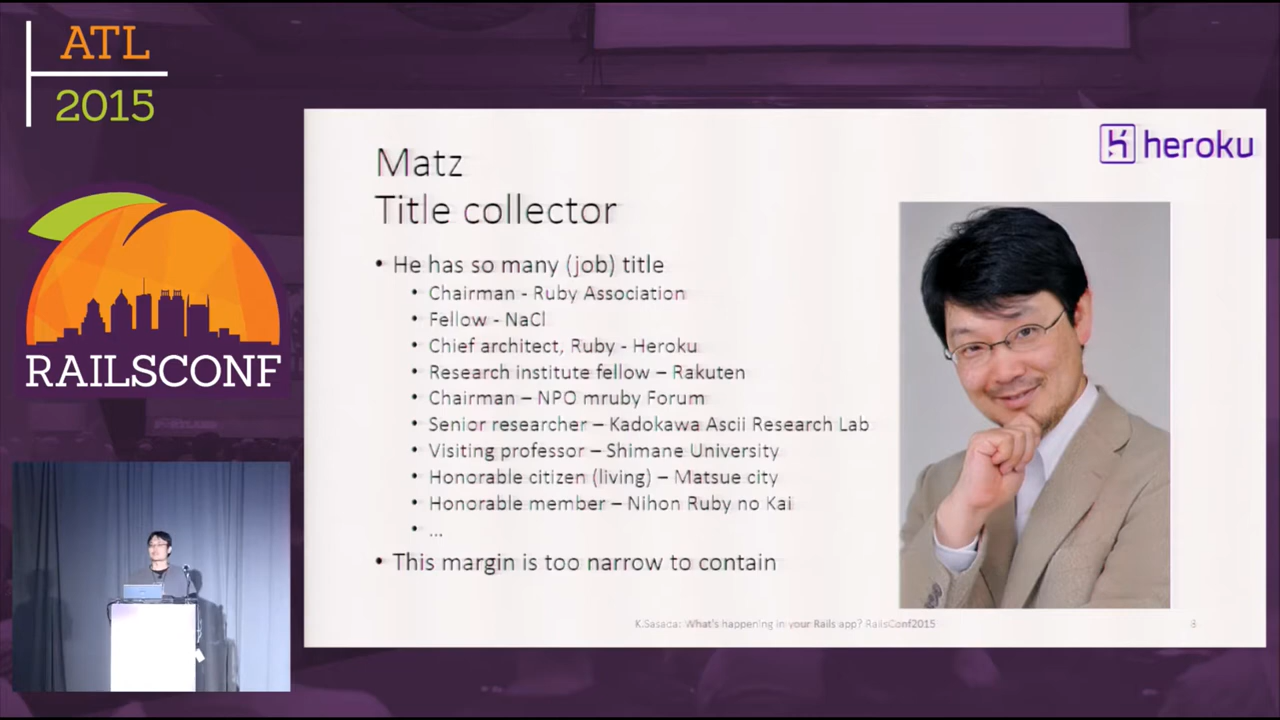 ATL
2015
RAILSCONF
heroku
Matz
Title collector
• He has so many (job) title
• Chairman - Ruby Association
• Fellow - NaCl
• Chief architect, Ruby - Heroku
• Research institute fellow – Rakuten
• Chairman – NPO mruby Forum
• Senior researcher – Kadokawa Ascii Research Lab
• Visiting professor – Shimane University
• Honorable citizen (living) – Matsue city
• Honorable member – Nihon Ruby no Kai
• ...
• This margin is too narrow to contain
K.Sasada: What's happening in your Rails app? RailsConf2015
8